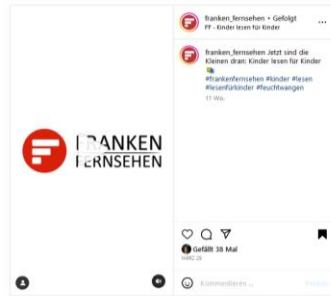 FRANKEN
FERNSEHEN
franken_fernsehen • Gefolgt
FF - Kinder lesen für Kinder
franken_fernsehen Jetzt sind die
Kleinen dran: Kinder lesen für Kinder
#frankenfernsehen #kinder #lesen
#lesenfürkinder #feuchtwangen
11 Wo.
Gefällt 38 Mal
Kommentieren ...